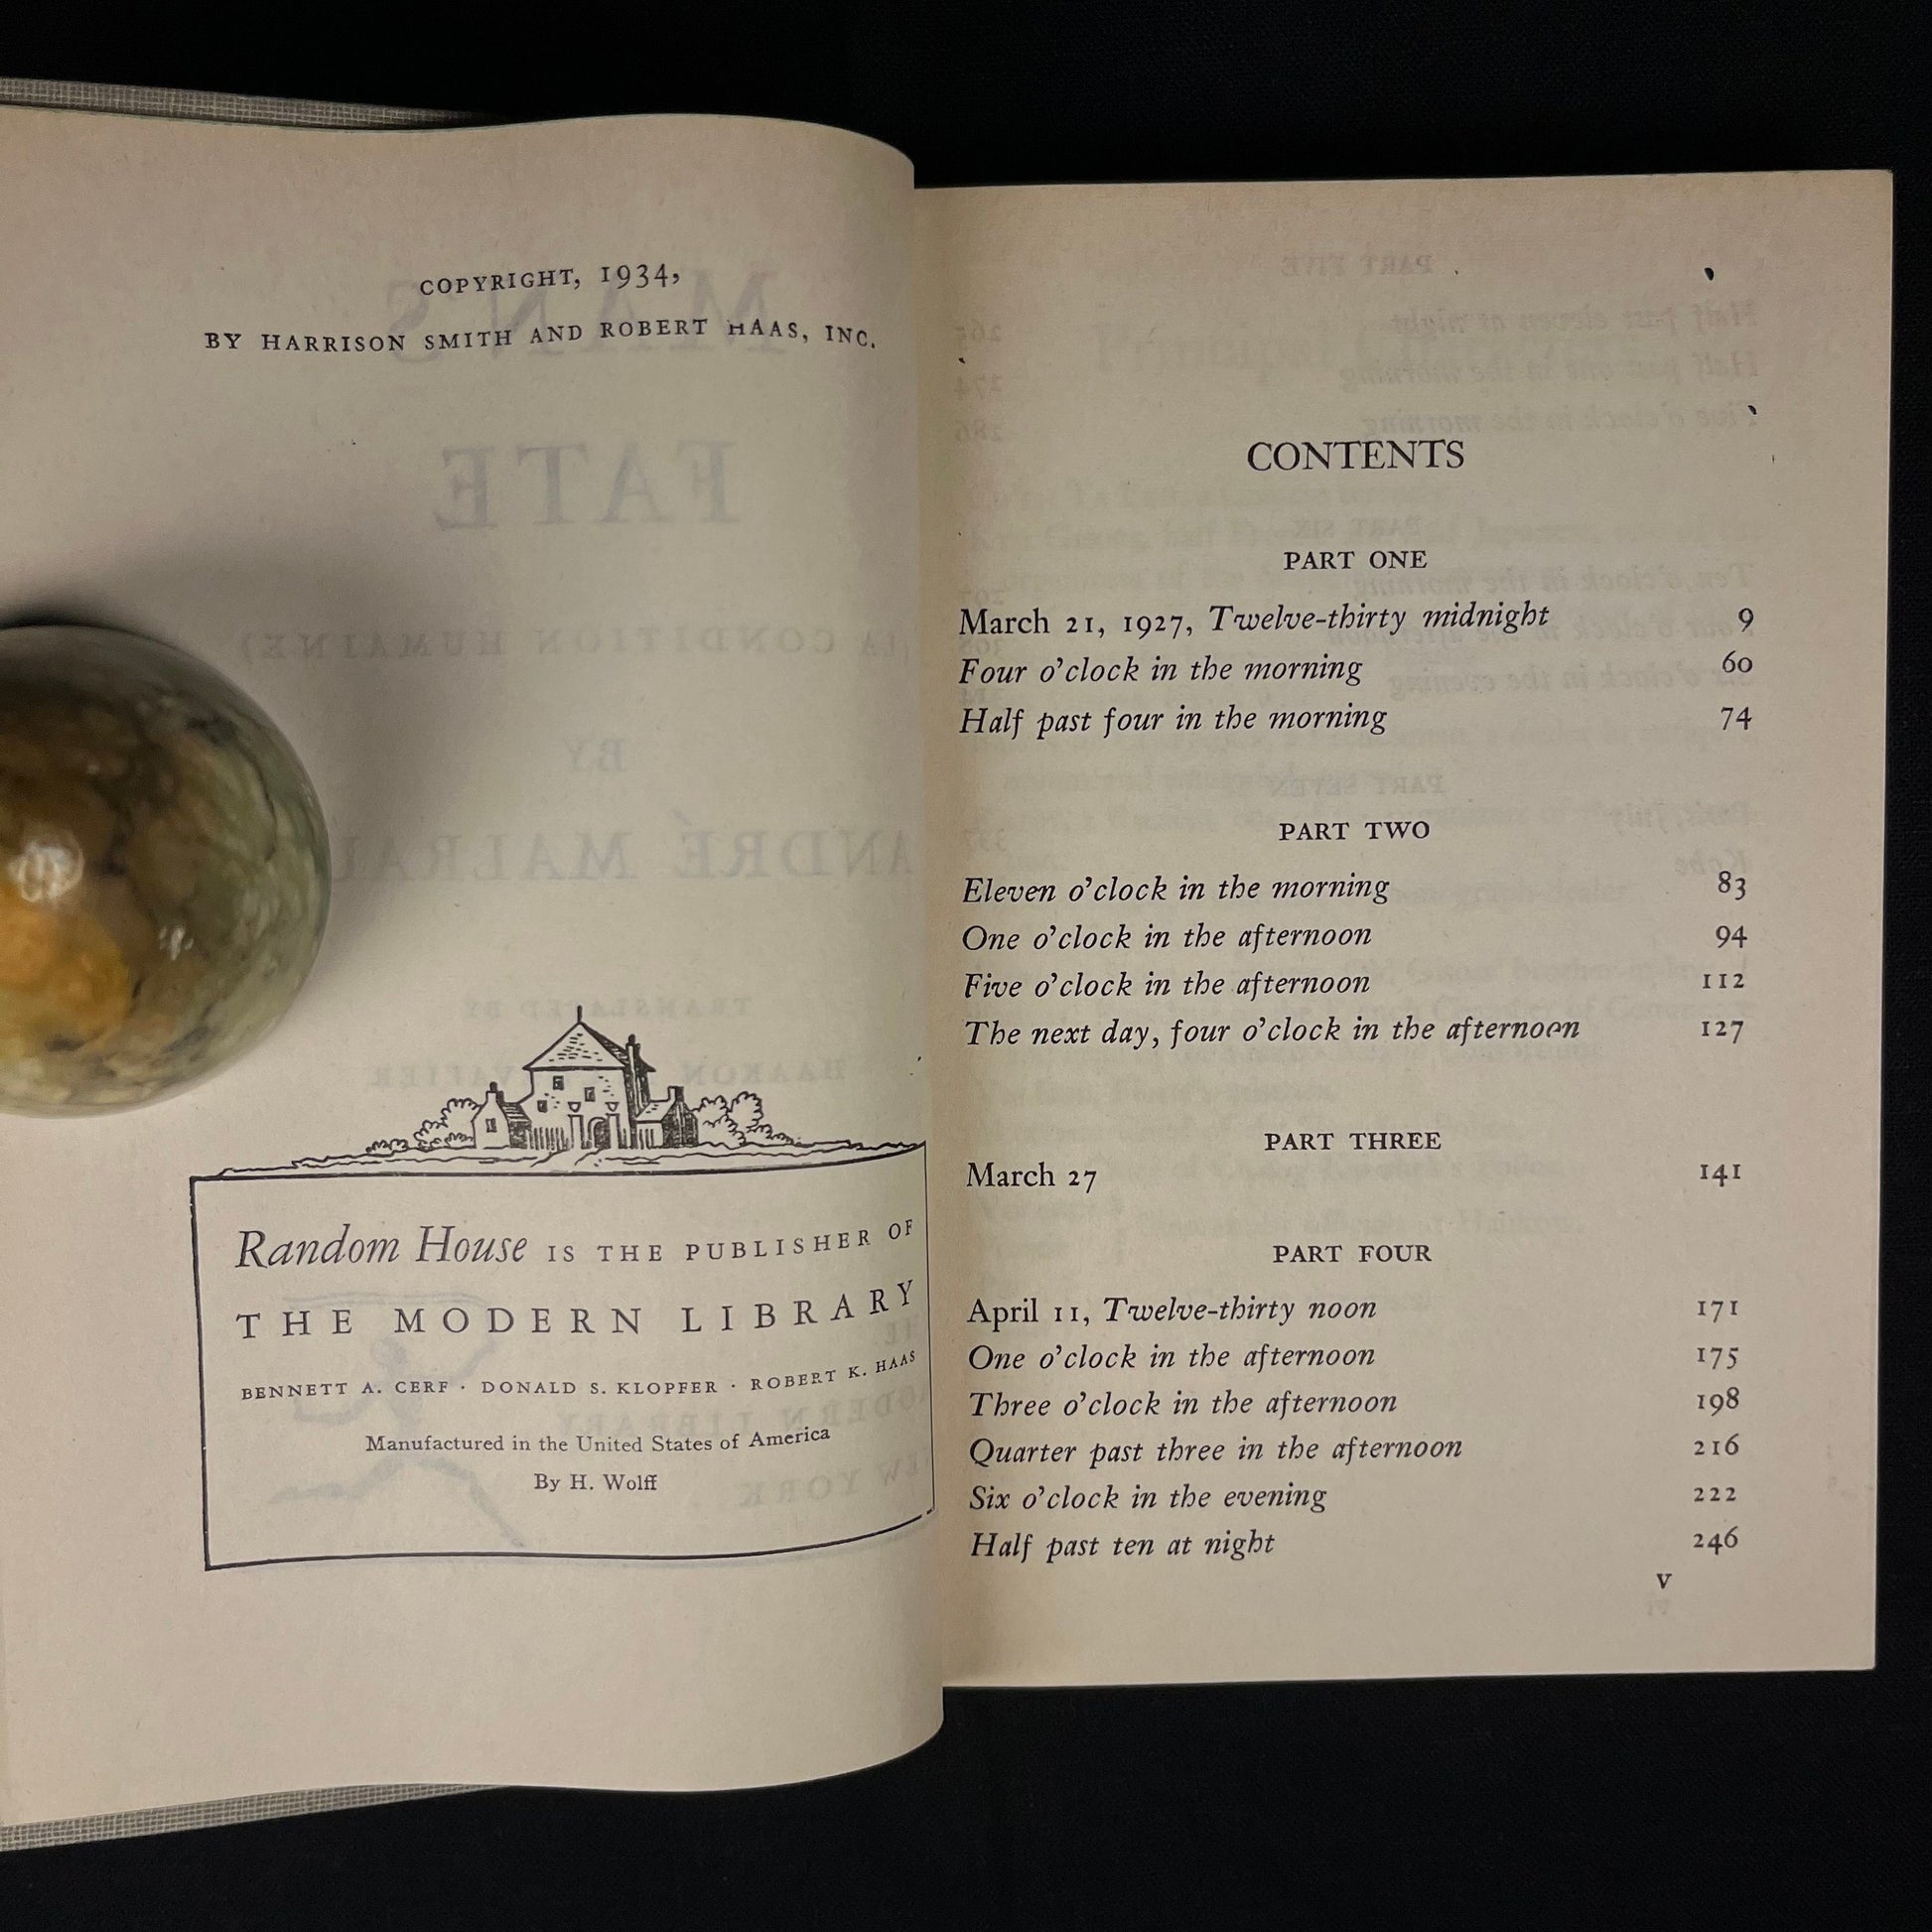 COPYRIGHT, 1934,
BY HARRISON SMITH AND ROBERT HAAS, INC.
Random House IS THE PUBLISHER OF
THE MODERN LIBRARY
BENNETT A. CERF · DONALD S. KLOPFER · ROBERT K. HAAS
Manufactured in the United States of America
By H. Wolff
CONTENTS
PART ONE
March 21, 1927, Twelve-thirty midnight 9
Four o'clock in the morning 60
Half past four in the morning 74
PART TWO
Eleven o'clock in the morning 83
One o'clock in the afternoon 94
Five o'clock in the afternoon 112
The next day, four o'clock in the afternoon 127
PART THREE
March 27 141
PART FOUR
April 11, Twelve-thirty noon 171
One o'clock in the afternoon 175
Three o'clock in the afternoon 198
Quarter past three in the afternoon 216
Six o'clock in the evening 222
Half past ten at night 246
v